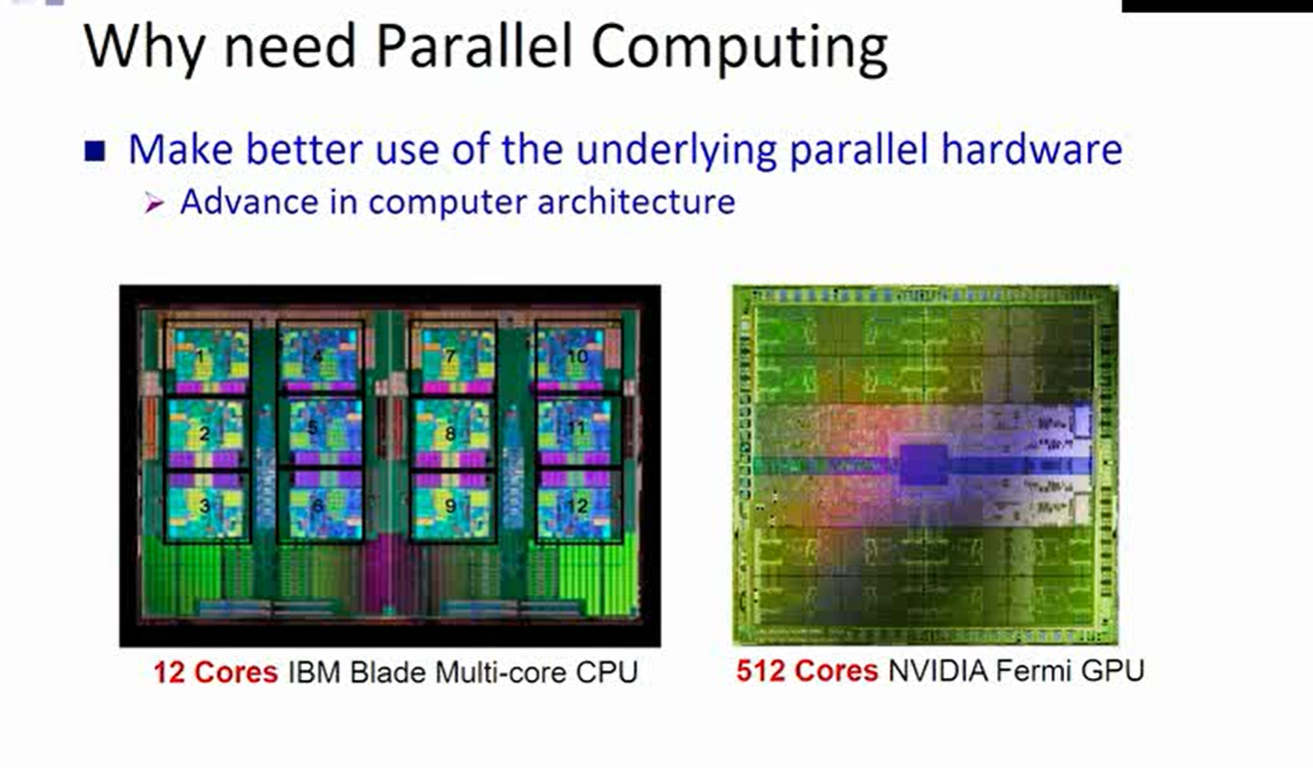 Why need Parallel Computing
Make better use of the underlying parallel hardware
Advance in computer architecture
1 4 7 10
2 5 8 11
3 6 9 12
12 Cores IBM Blade Multi-core CPU
512 Cores NVIDIA Fermi GPU